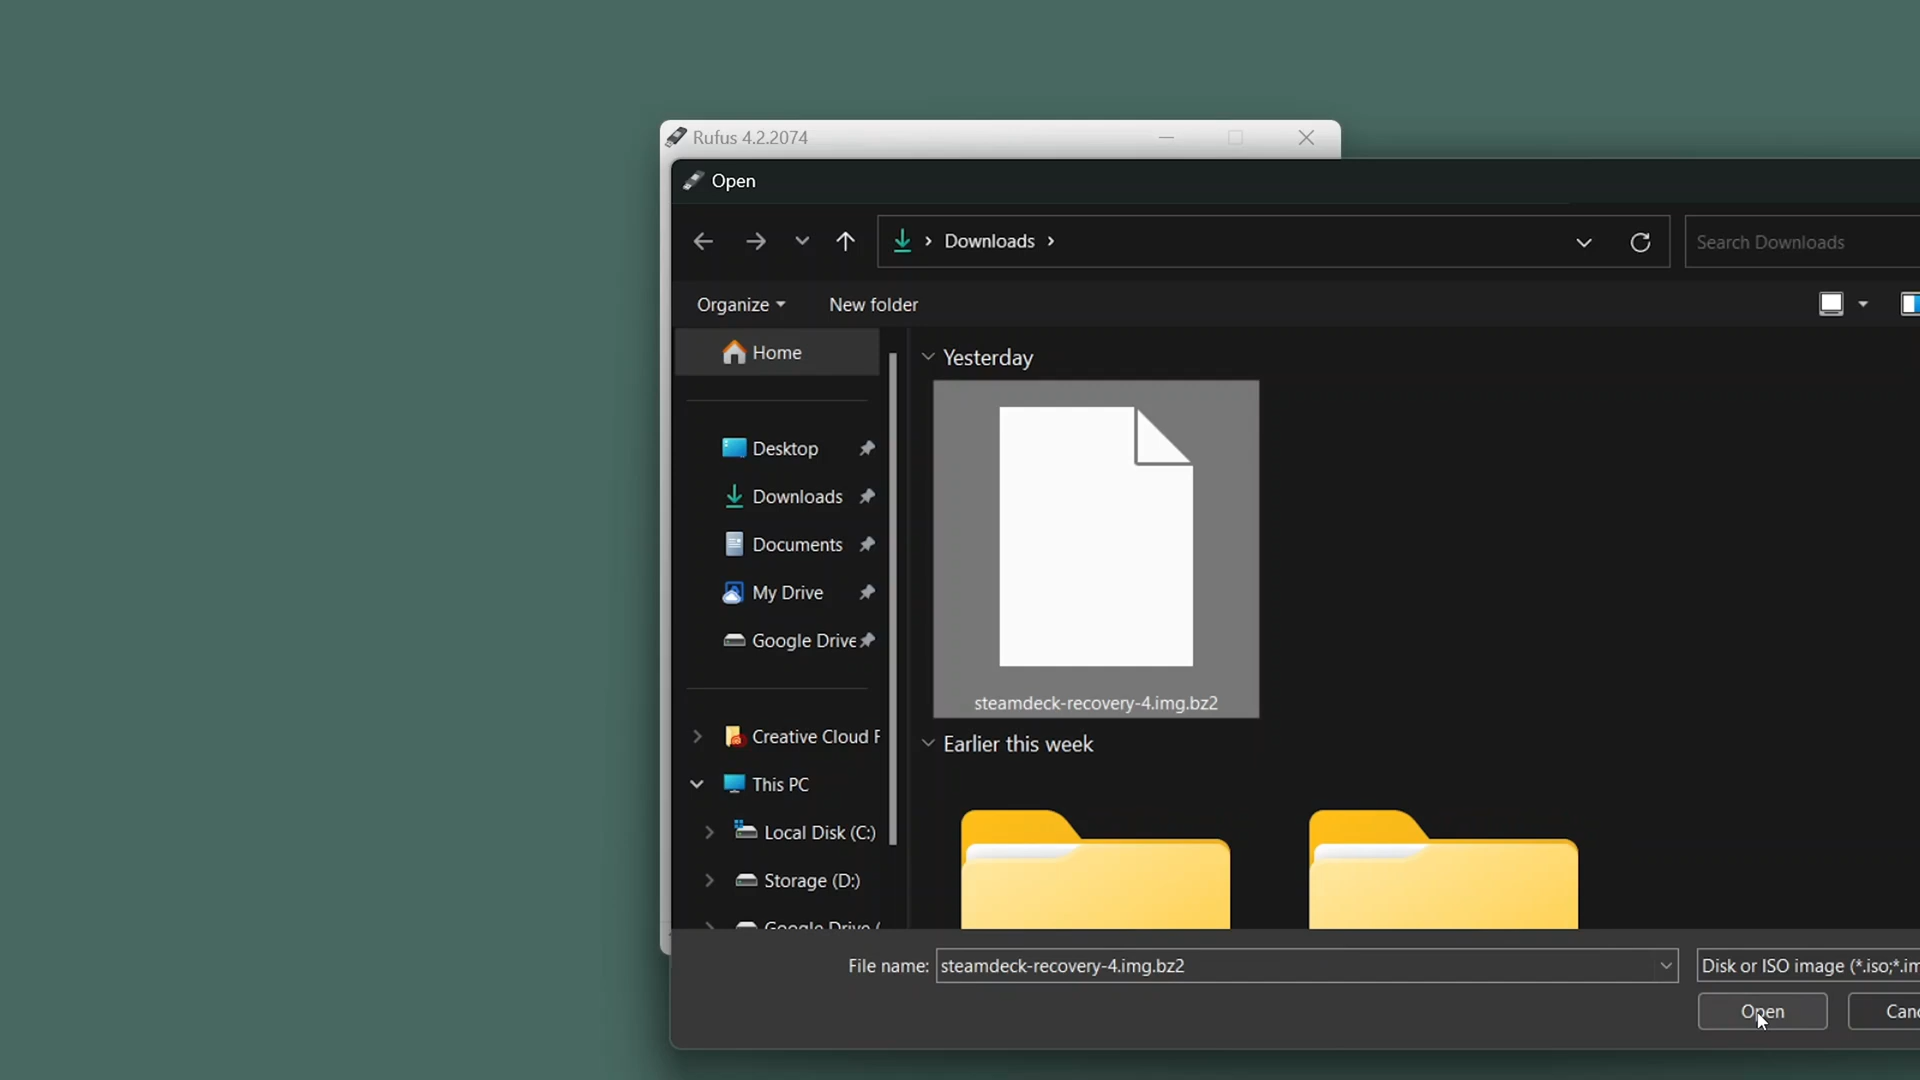 Rufus 4.2.2074
Open
Downloads
Search Downloads
Organize
New folder
Home
Desktop
Downloads
Documents
My Drive
Google Drive
Creative Cloud F
This PC
Local Disk (C:)
Storage (D:)
Google Drive (
Yesterday
steamdeck-recovery-4.img.bz2
Earlier this week
File name: steamdeck-recovery-4.img.bz2
Disk or ISO image (*.iso;*.im
Open
Canc